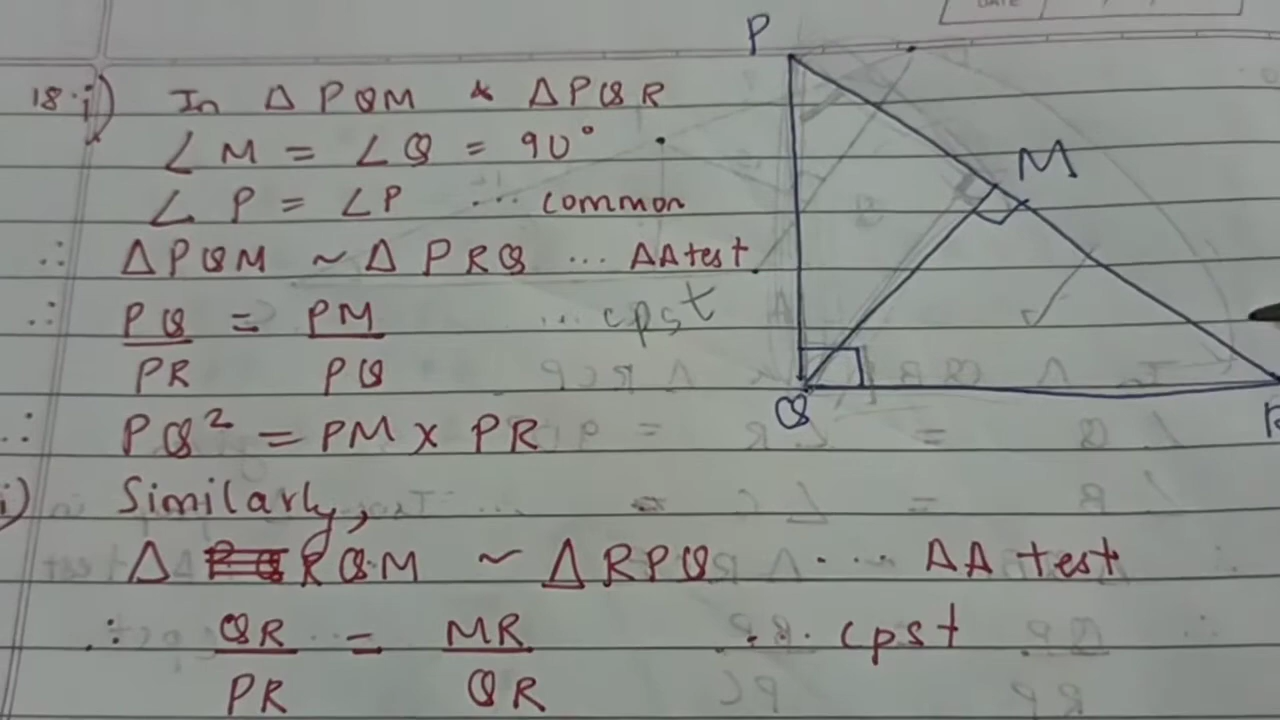 DATE
P
18.i) In Δ PQM & Δ PQR
∠ M = ∠ Q = 90°
M
∠ P = ∠ P ... common
∴ Δ PQM ~ Δ PRQ ... AA test
∴ PQ = PM ... cpst
PR PQ
Q R
∴ PQ² = PM × PR
i) Similarly,
Δ RQM ~ Δ RPQ ... AA test
∴ QR = MR ... cpst
PR QR